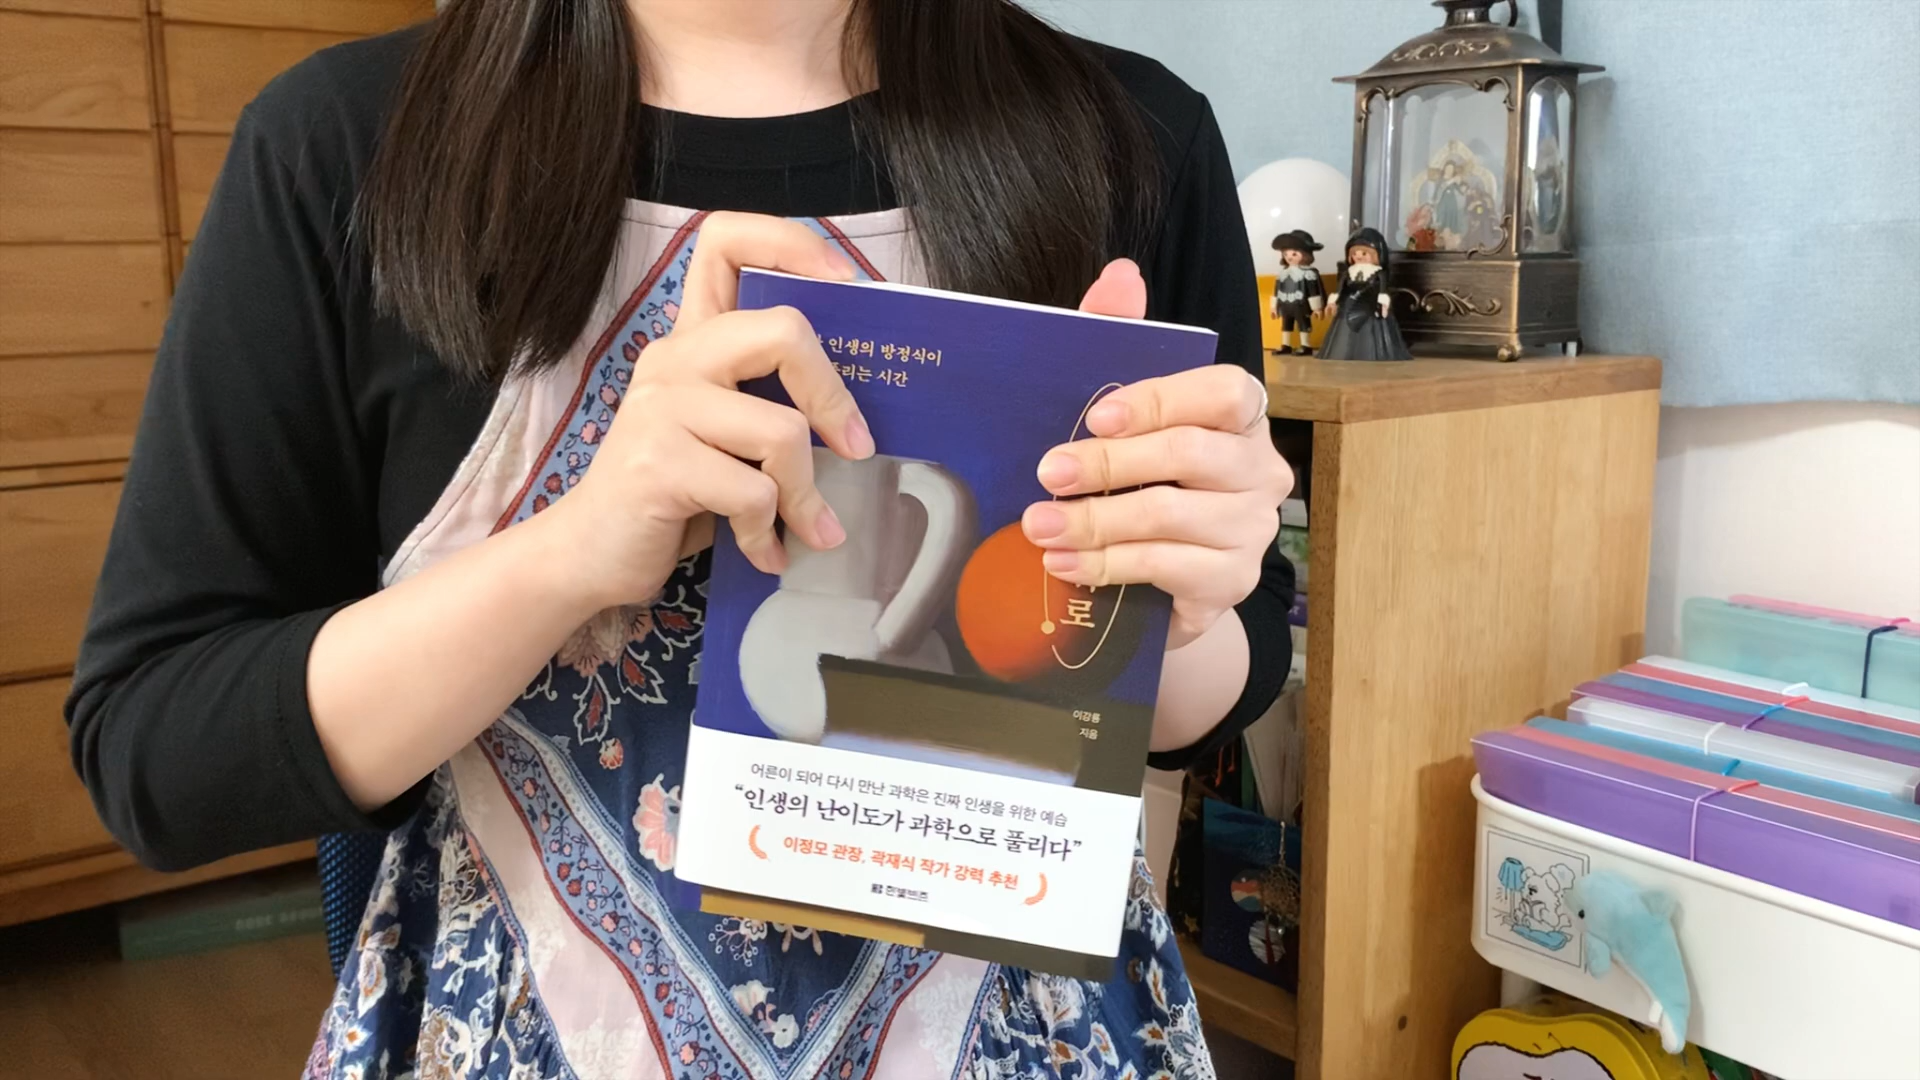 인생의 방정식이
풀리는 시간
로
이강룡
지음
어른이 되어 다시 만난 과학은 진짜 인생을 위한 예습
“인생의 난이도가 과학으로 풀리다”
이정모 관장, 곽재식 작가 강력 추천
한빛비즈